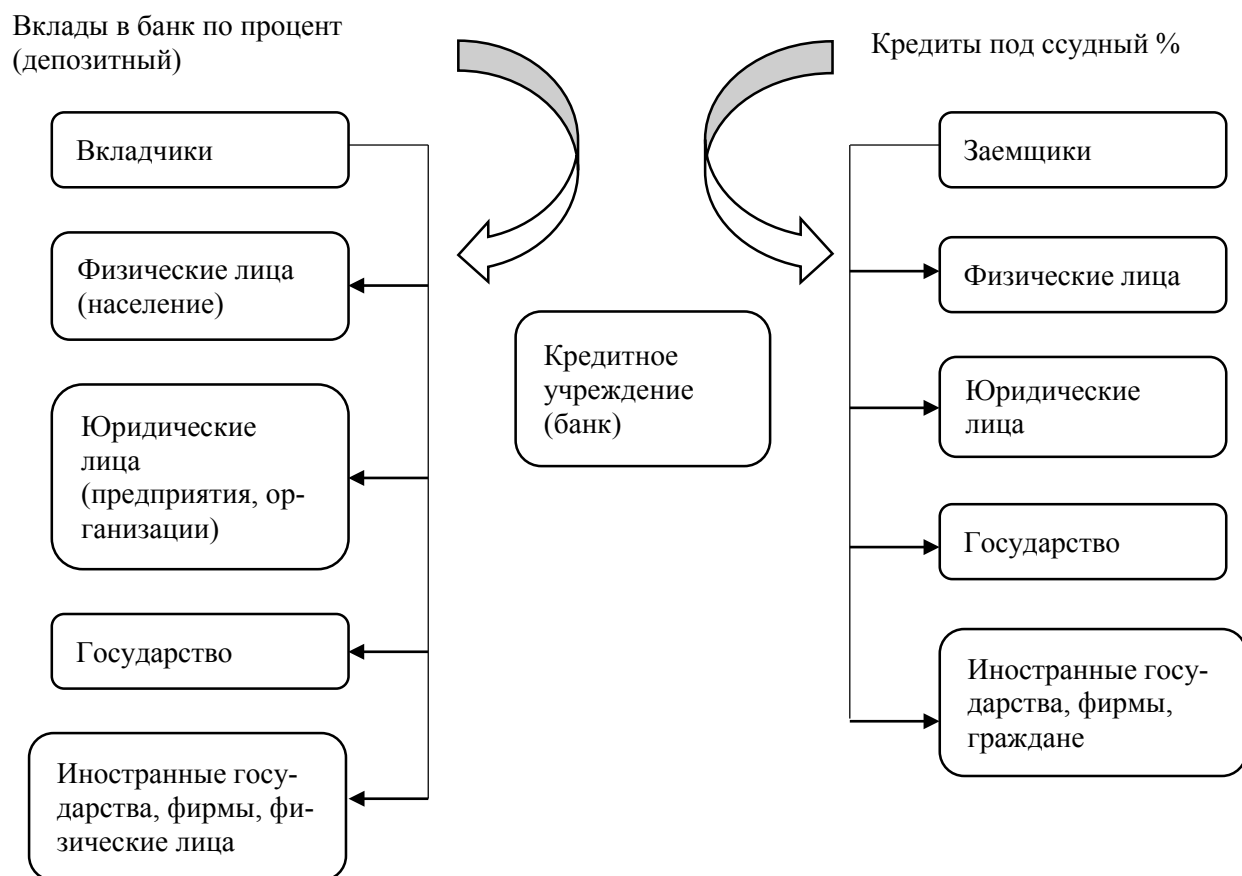 Вклады в банк по процент
(депозитный)
Кредиты под ссудный %
Вкладчики
Заемщики
Физические лица
(население)
Физические лица
Кредитное
учреждение
(банк)
Юридические
лица
(предприятия, ор-
ганизации)
Юридические
лица
Государство
Государство
Иностранные госу-
дарства, фирмы, фи-
зические лица
Иностранные госу-
дарства, фирмы,
граждане